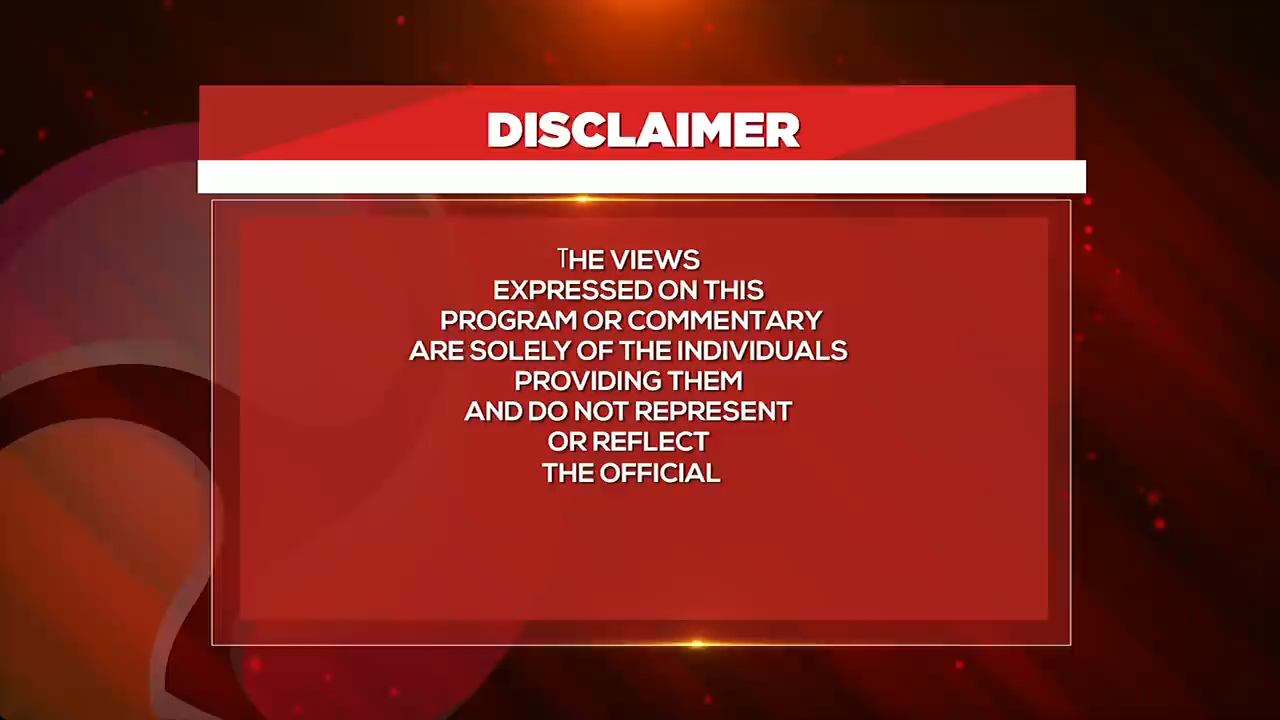 DISCLAIMER
THE VIEWS
EXPRESSED ON THIS
PROGRAM OR COMMENTARY
ARE SOLELY OF THE INDIVIDUALS
PROVIDING THEM
AND DO NOT REPRESENT
OR REFLECT
THE OFFICIAL